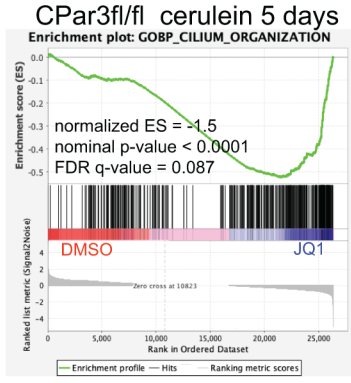 CPar3fl/fl cerulein 5 days
Enrichment plot: GOBP_CILIUM_ORGANIZATION
Enrichment score (ES)
0.0
-0.1
-0.2
-0.3
-0.4
-0.5
normalized ES = -1.5
nominal p-value < 0.0001
FDR q-value = 0.087
DMSO
JQ1
Ranked list metric (Signal2Noise)
4
2
0
-2
-4
Zero cross at 10823
0
5,000
10,000
15,000
20,000
25,000
Rank in Ordered Dataset
Enrichment profile
Hits
Ranking metric scores